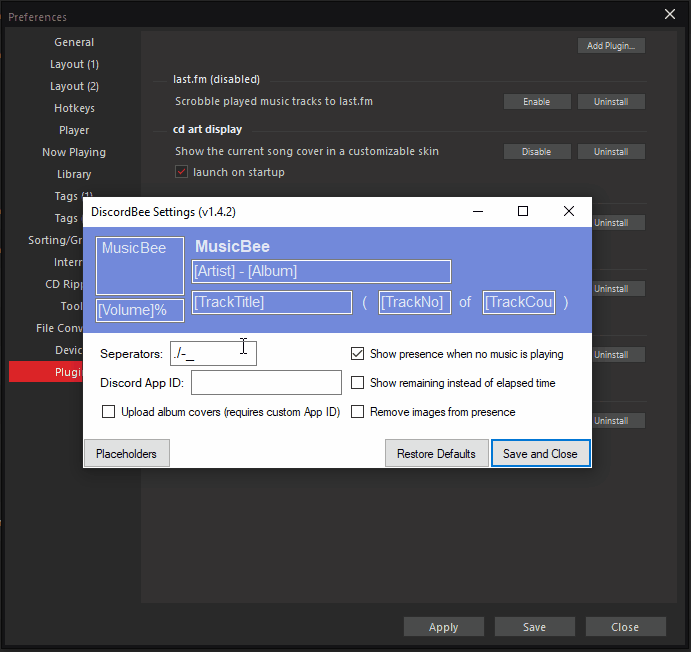 Preferences
General
Layout (1)
Layout (2)
Hotkeys
Player
Now Playing
Library
Tags (1)
Tags
Sorting/Gr
Interr
CD Ripp
Tool
File Conv
Devic
Plugi
Add Plugin...
last.fm (disabled)
Scrobble played music tracks to last.fm
Enable
Uninstall
cd art display
Show the current song cover in a customizable skin
Disable
Uninstall
launch on startup
Uninstall
Uninstall
Uninstall
Uninstall
DiscordBee Settings (v1.4.2)
MusicBee
MusicBee
[Artist] - [Album]
[Volume]%
[TrackTitle]
( [TrackNo] of [TrackCou )
Seperators: ./-_
Show presence when no music is playing
Discord App ID:
Show remaining instead of elapsed time
Upload album covers (requires custom App ID)
Remove images from presence
Placeholders
Restore Defaults
Save and Close
Apply
Save
Close